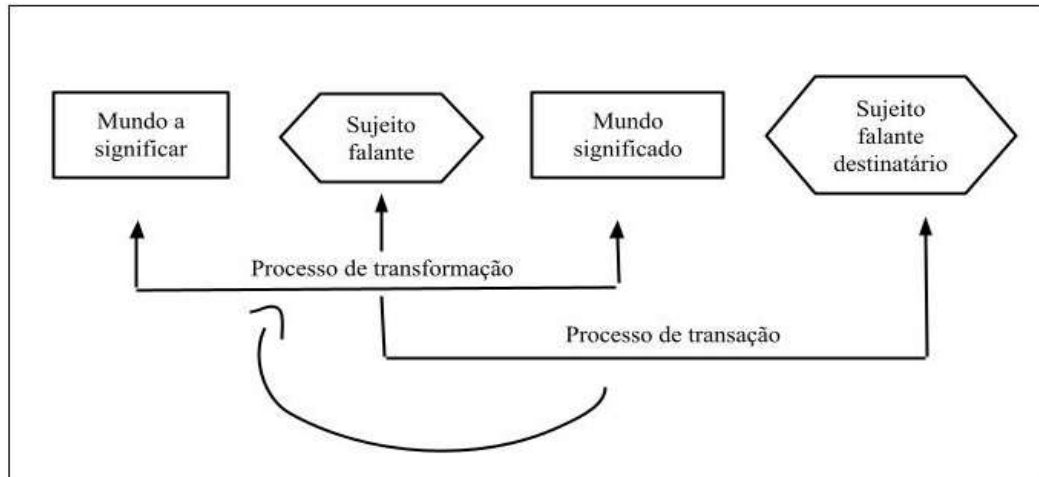 Mundo a
significar
Sujeito
falante
Mundo
significado
Sujeito
falante
destinatário
Processo de transformação
Processo de transação